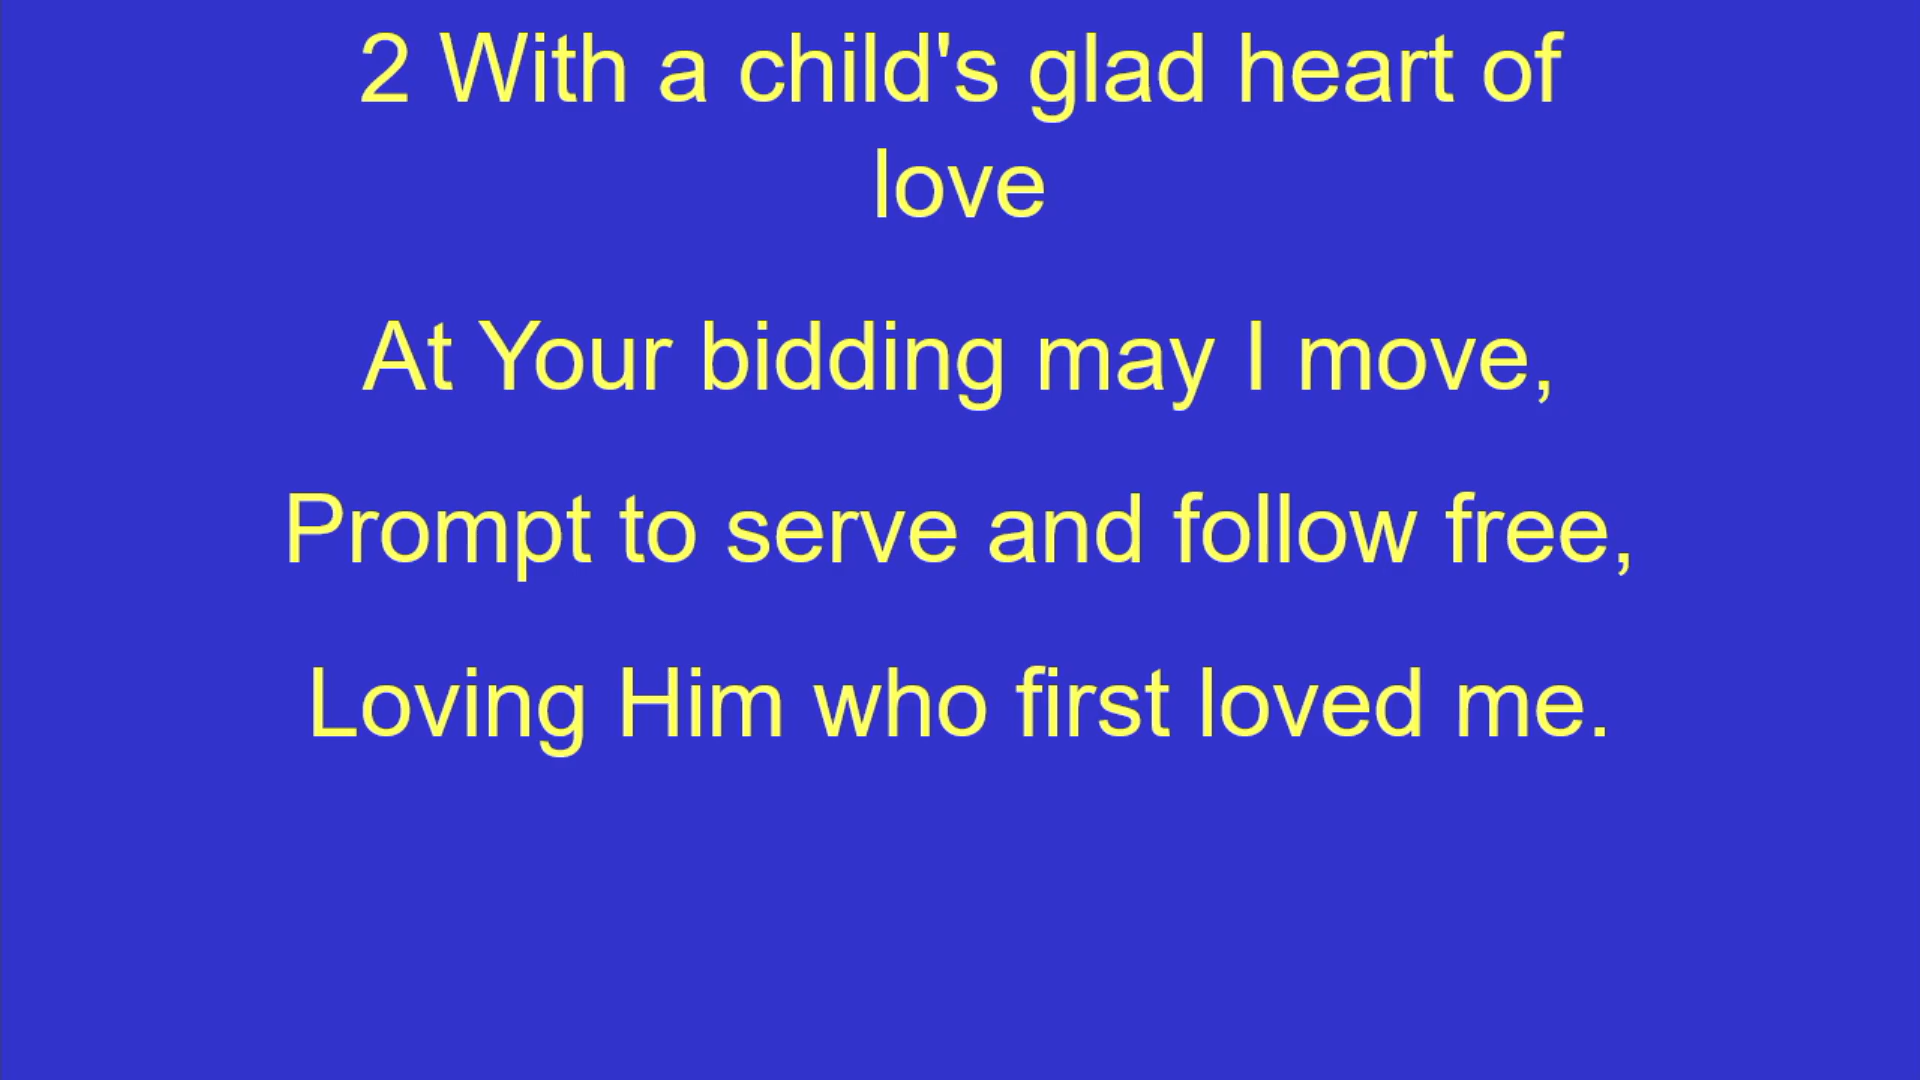 2 With a child's glad heart of
love
At Your bidding may I move,
Prompt to serve and follow free,
Loving Him who first loved me.